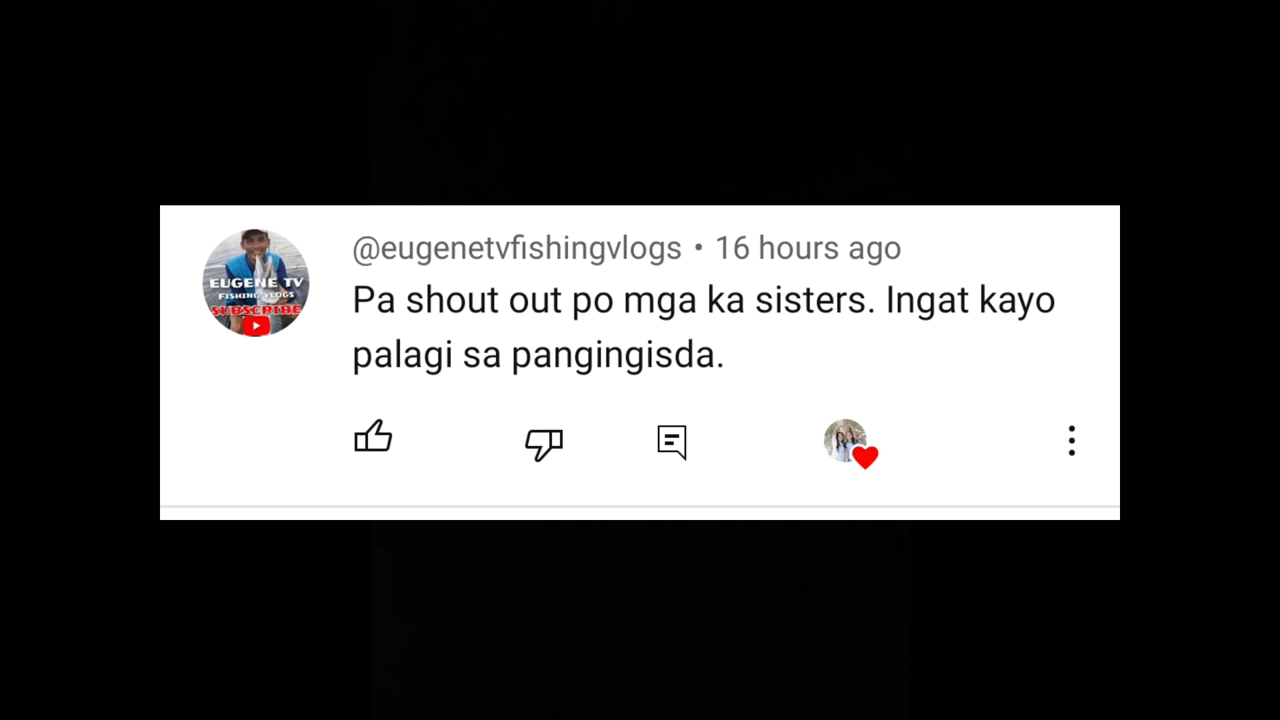 EUGENE TV
FISHING VLOGS
SUBSCRIBE
@eugenetvfishingvlogs • 16 hours ago
Pa shout out po mga ka sisters. Ingat kayo
palagi sa pangingisda.